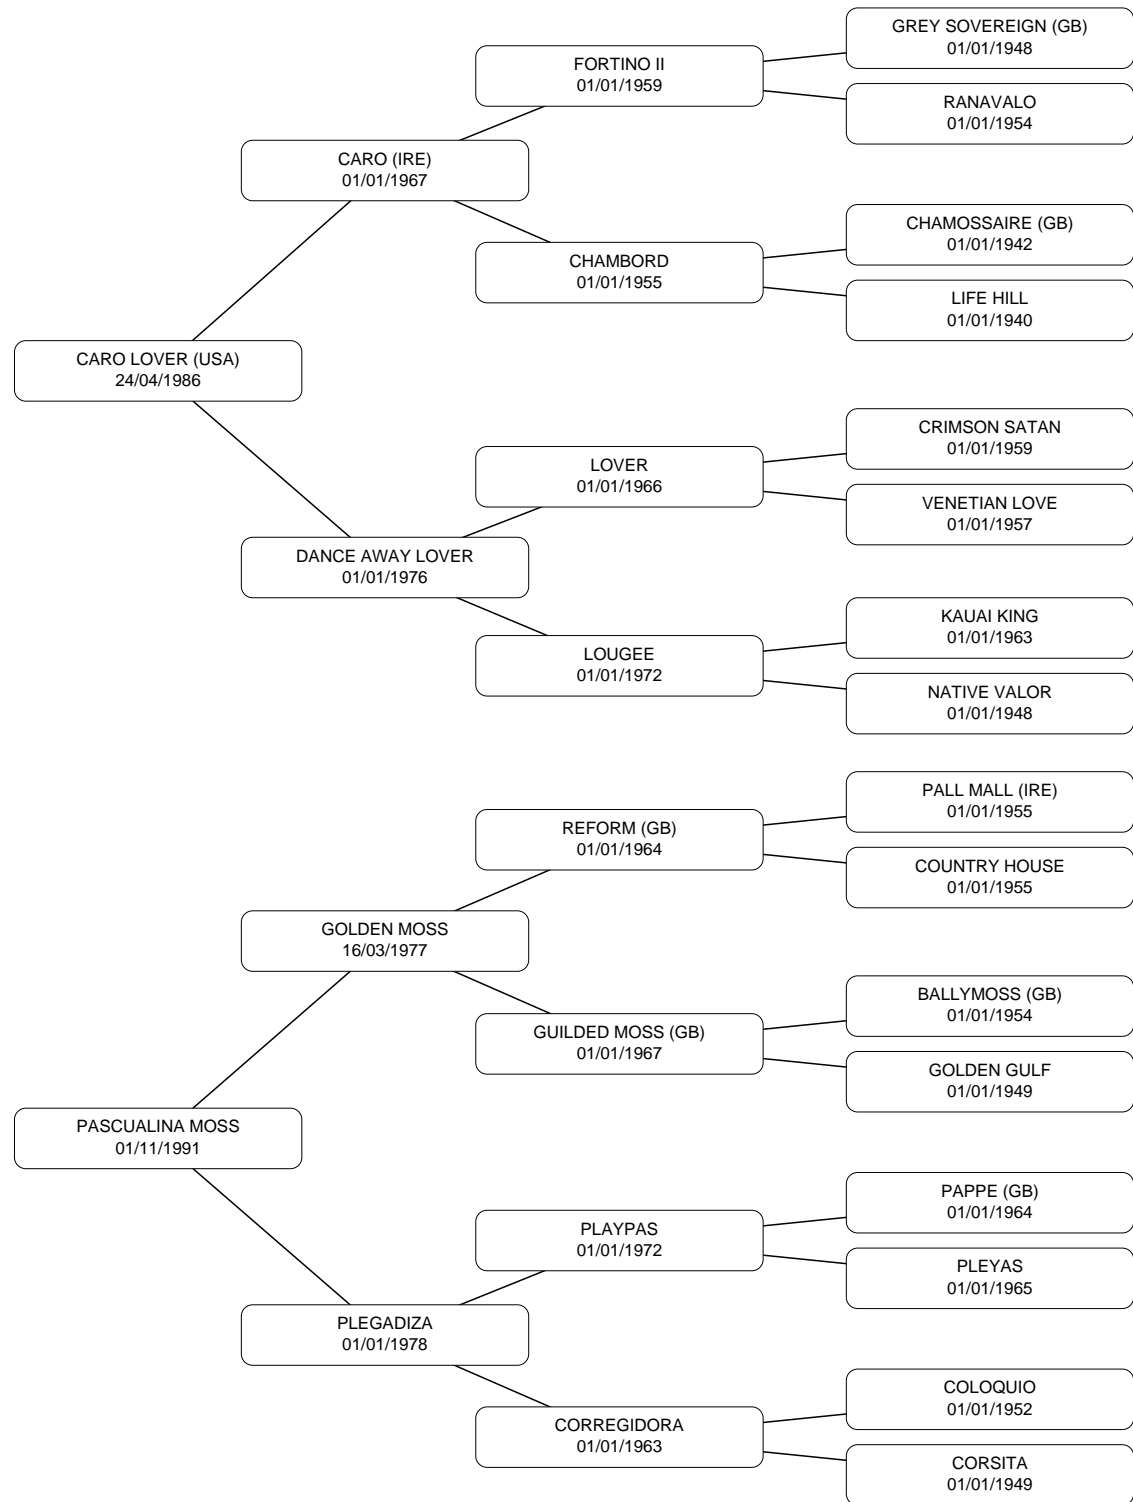 GREY SOVEREIGN (GB)
01/01/1948
FORTINO II
01/01/1959
RANAVALO
01/01/1954
CARO (IRE)
01/01/1967
CHAMOSSAIRE (GB)
01/01/1942
CHAMBORD
01/01/1955
LIFE HILL
01/01/1940
CARO LOVER (USA)
24/04/1986
CRIMSON SATAN
01/01/1959
LOVER
01/01/1966
VENETIAN LOVE
01/01/1957
DANCE AWAY LOVER
01/01/1976
KAUAI KING
01/01/1963
LOUGEE
01/01/1972
NATIVE VALOR
01/01/1948
PALL MALL (IRE)
01/01/1955
REFORM (GB)
01/01/1964
COUNTRY HOUSE
01/01/1955
GOLDEN MOSS
16/03/1977
BALLYMOSS (GB)
01/01/1954
GUILDED MOSS (GB)
01/01/1967
GOLDEN GULF
01/01/1949
PASCUALINA MOSS
01/11/1991
PAPPE (GB)
01/01/1964
PLAYPAS
01/01/1972
PLEYAS
01/01/1965
PLEGADIZA
01/01/1978
COLOQUIO
01/01/1952
CORREGIDORA
01/01/1963
CORSITA
01/01/1949